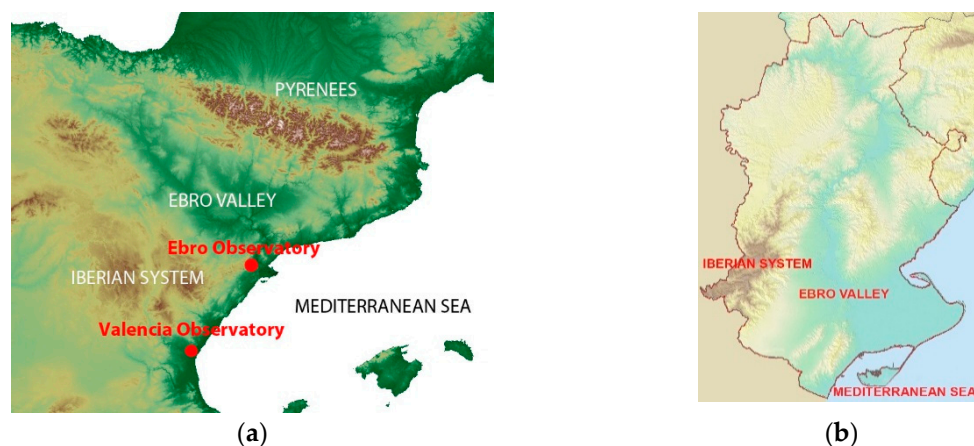 PYRENEES
EBRO VALLEY
Ebro Observatory
IBERIAN SYSTEM
MEDITERRANEAN SEA
Valencia Observatory
(a)
IBERIAN SYSTEM
EBRO VALLEY
MEDITERRANEAN SEA
(b)